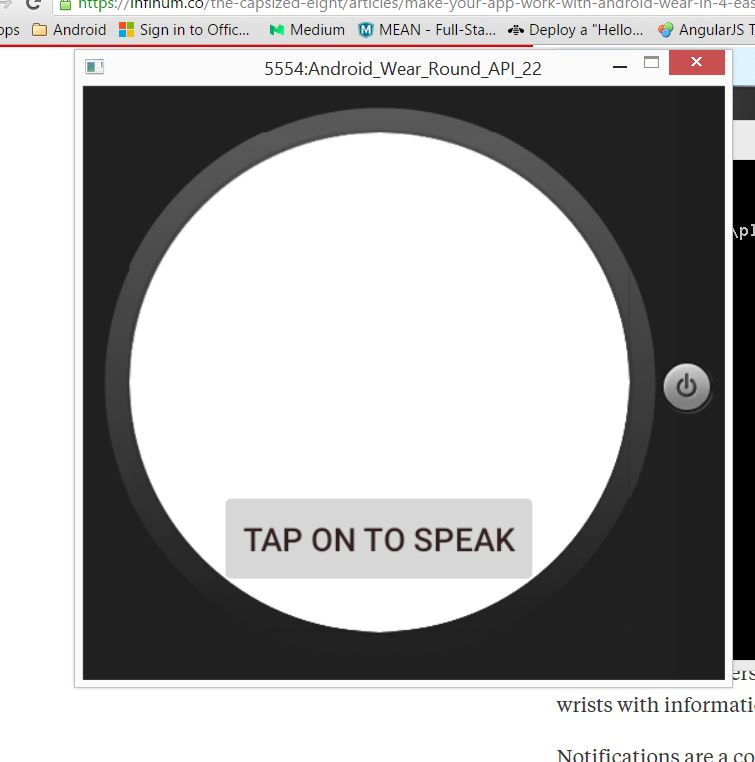 https://infinum.co/the-capsized-eight/articles/make-your-app-work-with-android-wear-in-4-eas
pps Android Sign in to Offic... Medium MEAN - Full-Sta... Deploy a "Hello... AngularJS T
5554:Android_Wear_Round_API_22
TAP ON TO SPEAK
wrists with informati
Notifications are a co